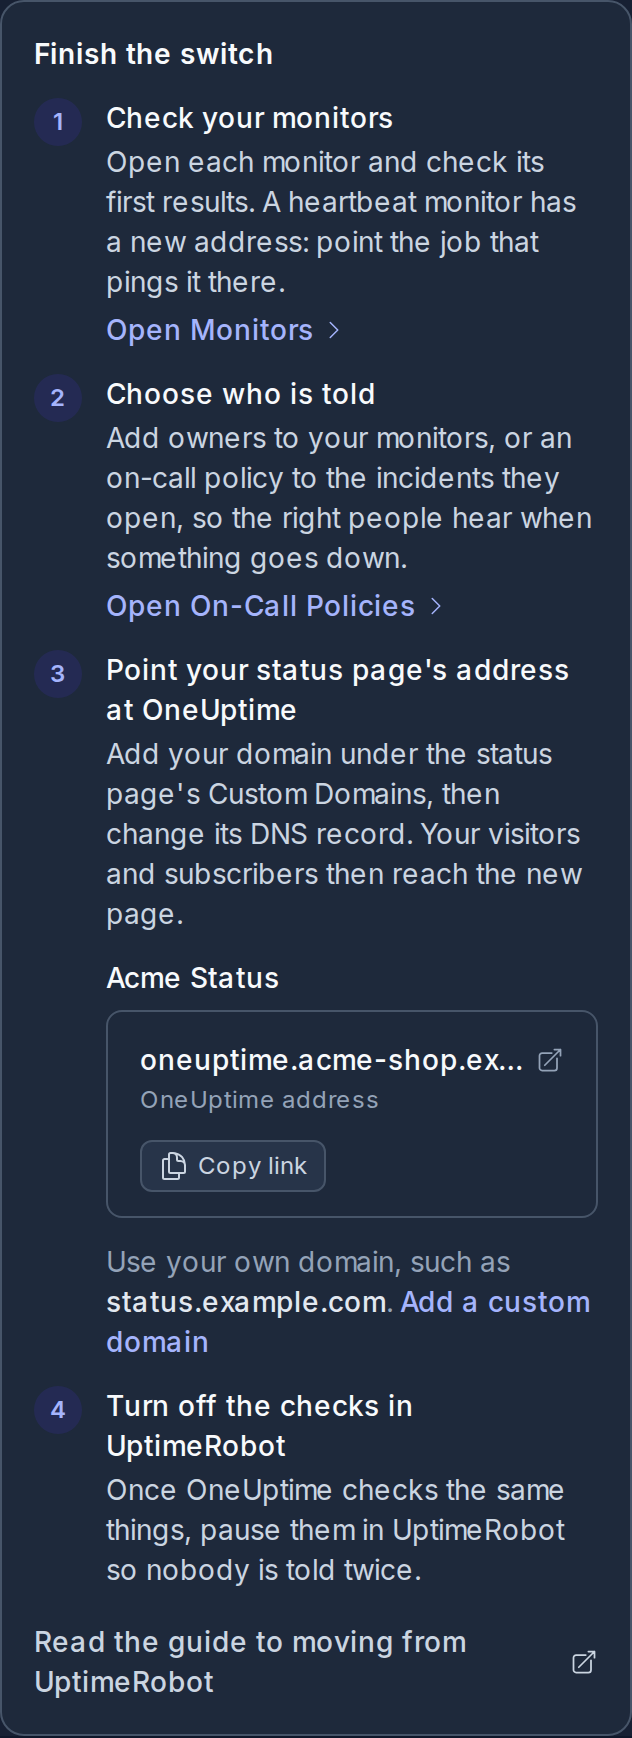 Finish the switch
1
Check your monitors
Open each monitor and check its
first results. A heartbeat monitor has
a new address: point the job that
pings it there.
Open Monitors
2
Choose who is told
Add owners to your monitors, or an
on-call policy to the incidents they
open, so the right people hear when
something goes down.
Open On-Call Policies
3
Point your status page's address
at OneUptime
Add your domain under the status
page's Custom Domains, then
change its DNS record. Your visitors
and subscribers then reach the new
page.
Acme Status
oneuptime.acme-shop.ex...
OneUptime address
Copy link
Use your own domain, such as
status.example.com. Add a custom
domain
4
Turn off the checks in
UptimeRobot
Once OneUptime checks the same
things, pause them in UptimeRobot
so nobody is told twice.
Read the guide to moving from
UptimeRobot